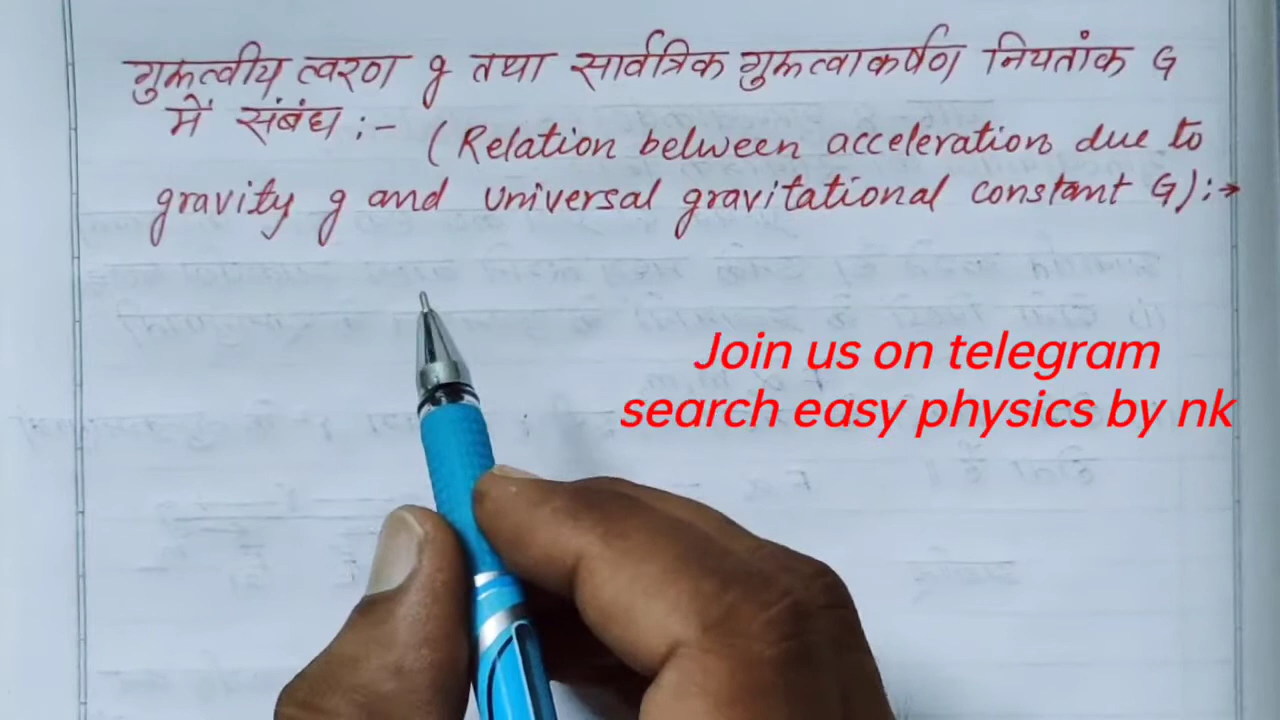 गुरुत्वीय त्वरण g तथा सार्वत्रिक गुरुत्वाकर्षण नियतांक G
में संबंध :- (Relation between acceleration due to
gravity g and universal gravitational constant G):→
Join us on telegram
search easy physics by nk